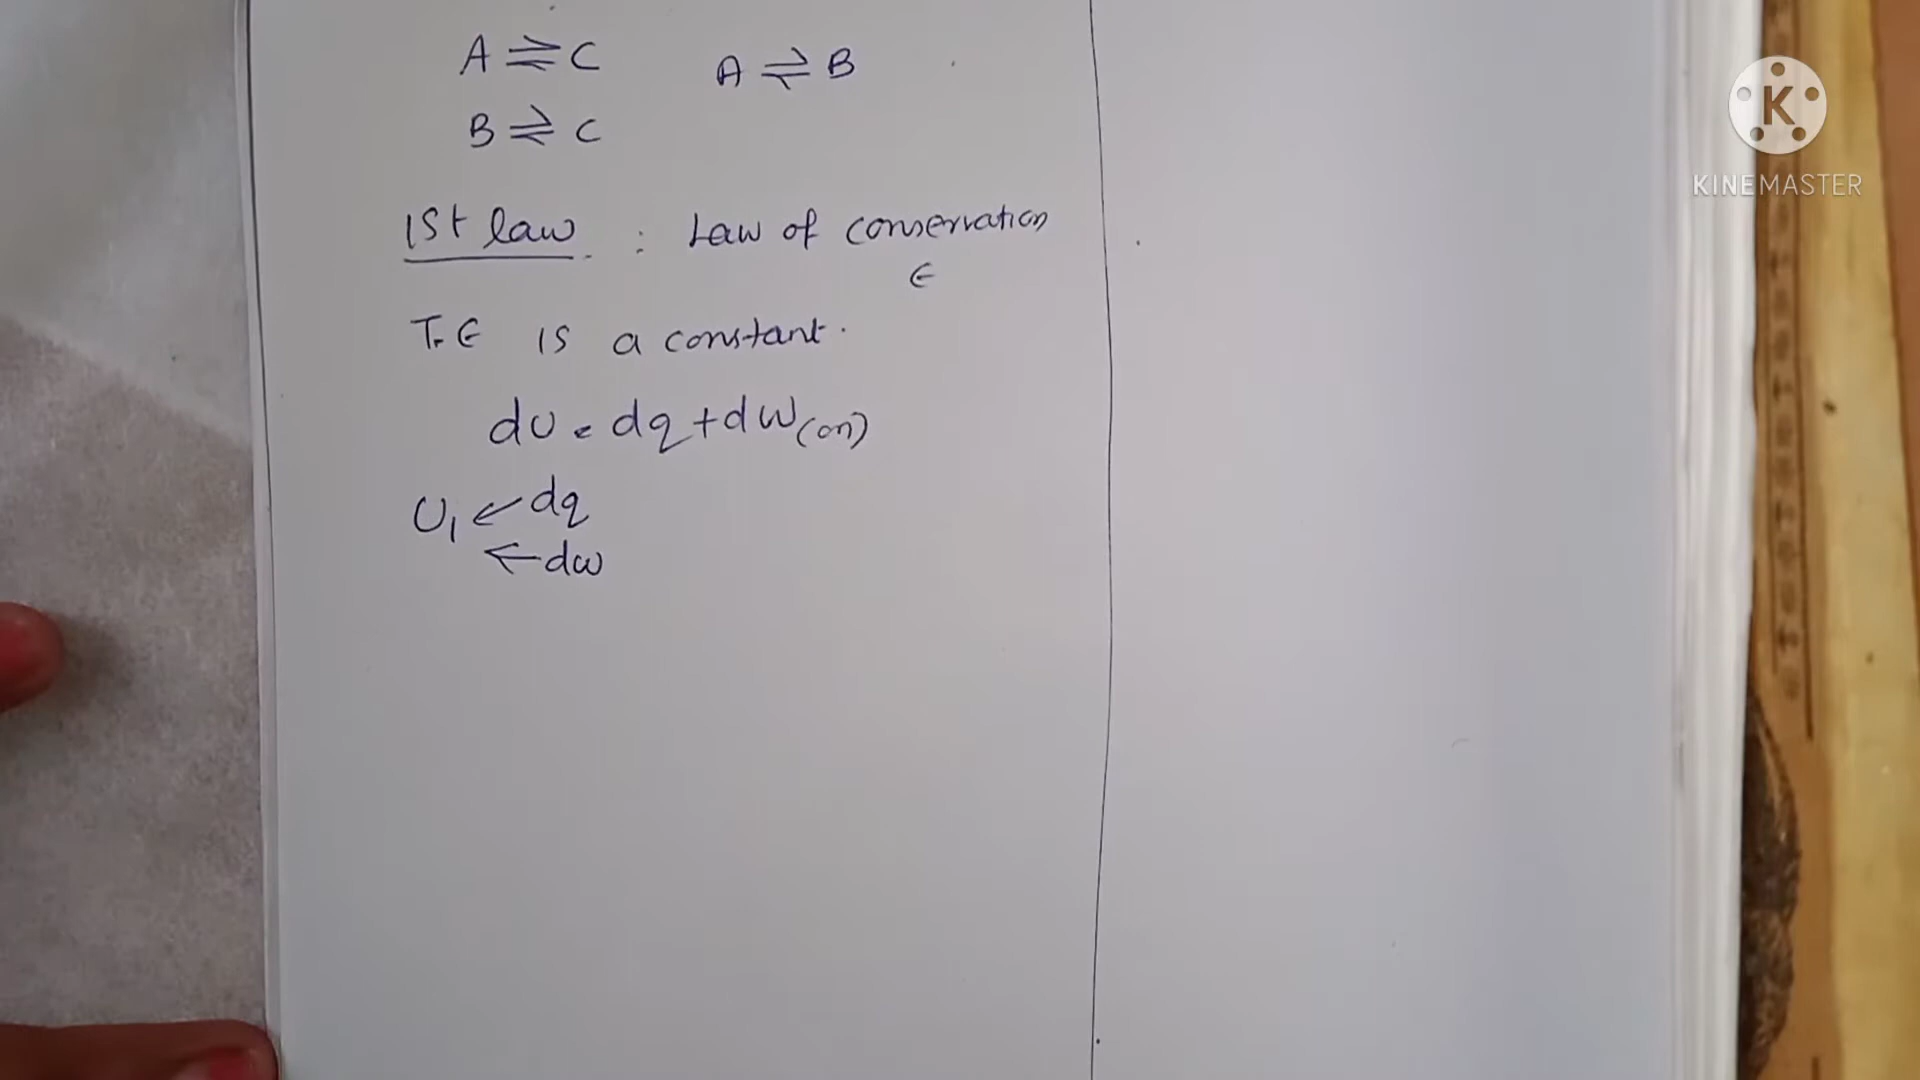 A ⇌ C A ⇌ B
B ⇌ C
1st law : Law of conservation
E
T.E is a constant.
dU = dq + dW(on)
U1 ← dq
← dw
K
KINEMASTER